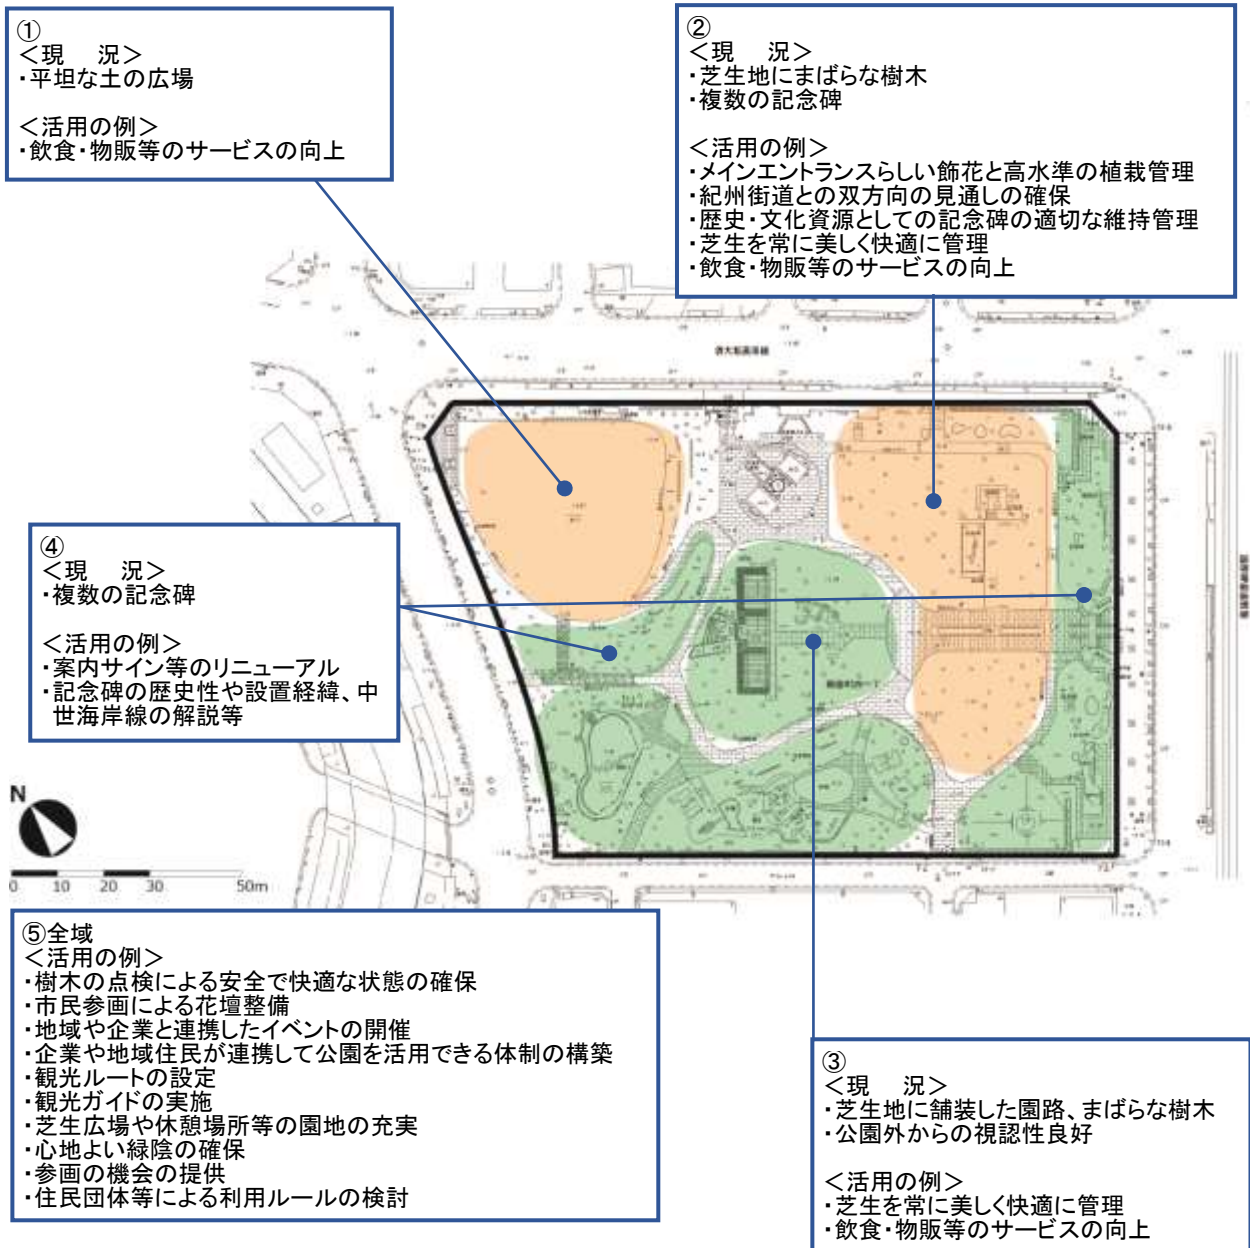 ①
＜現　況＞
・平坦な土の広場
＜活用の例＞
・飲食・物販等のサービスの向上
②
＜現　況＞
・芝生地にまばらな樹木
・複数の記念碑
＜活用の例＞
・メインエントランスらしい飾花と高水準の植栽管理
・紀州街道との双方向の見通しの確保
・歴史・文化資源としての記念碑の適切な維持管理
・芝生を常に美しく快適に管理
・飲食・物販等のサービスの向上
④
＜現　況＞
・複数の記念碑
＜活用の例＞
・案内サイン等のリニューアル
・記念碑の歴史性や設置経緯、中
世海岸線の解説等
N
0 10 20 30 50m
⑤全域
＜活用の例＞
・樹木の点検による安全で快適な状態の確保
・市民参画による花壇整備
・地域や企業と連携したイベントの開催
・企業や地域住民が連携して公園を活用できる体制の構築
・観光ルートの設定
・観光ガイドの実施
・芝生広場や休憩場所等の園地の充実
・心地よい緑陰の確保
・参画の機会の提供
・住民団体等による利用ルールの検討
③
＜現　況＞
・芝生地に舗装した園路、まばらな樹木
・公園外からの視認性良好
＜活用の例＞
・芝生を常に美しく快適に管理
・飲食・物販等のサービスの向上